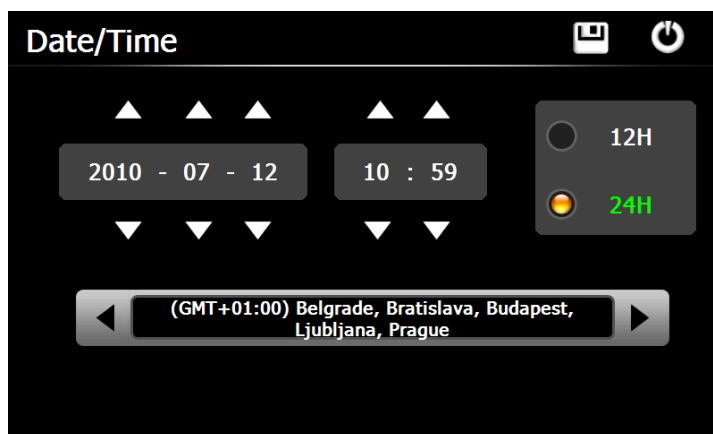 Date/Time
2010 - 07 - 12
10 : 59
12H
24H
(GMT+01:00) Belgrade, Bratislava, Budapest,
Ljubljana, Prague